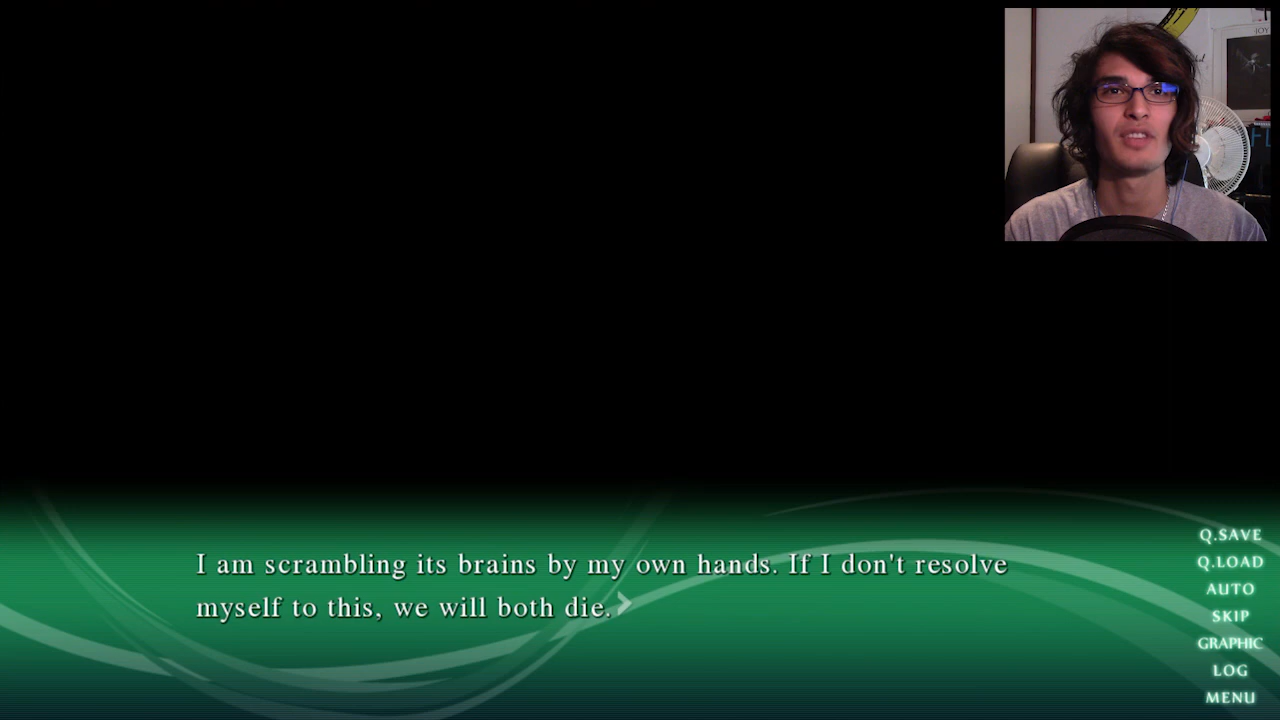 JOY
I am scrambling its brains by my own hands. If I don't resolve
myself to this, we will both die.
Q.SAVE
Q.LOAD
AUTO
SKIP
GRAPHIC
LOG
MENU